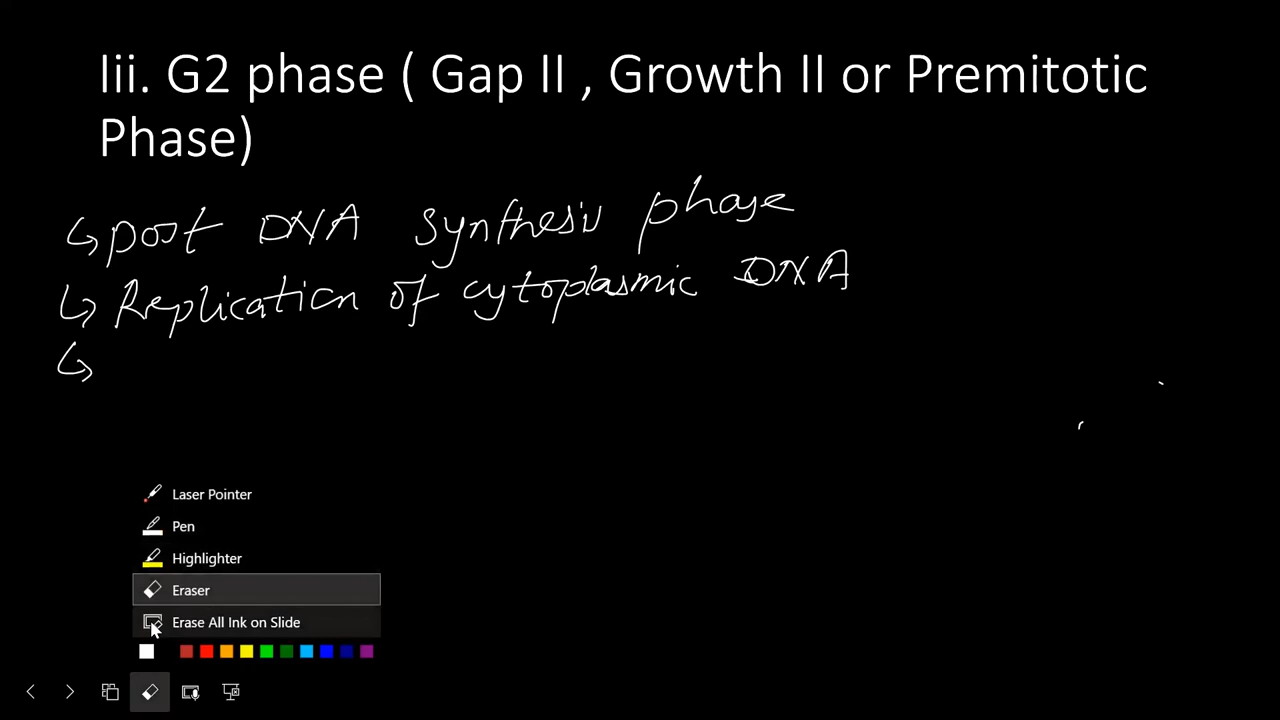 Iii. G2 phase ( Gap II , Growth II or Premitotic
Phase)
↳ post DNA synthesis phase
↳ Replication of cytoplasmic DNA
↳
Laser Pointer
Pen
Highlighter
Eraser
Erase All Ink on Slide